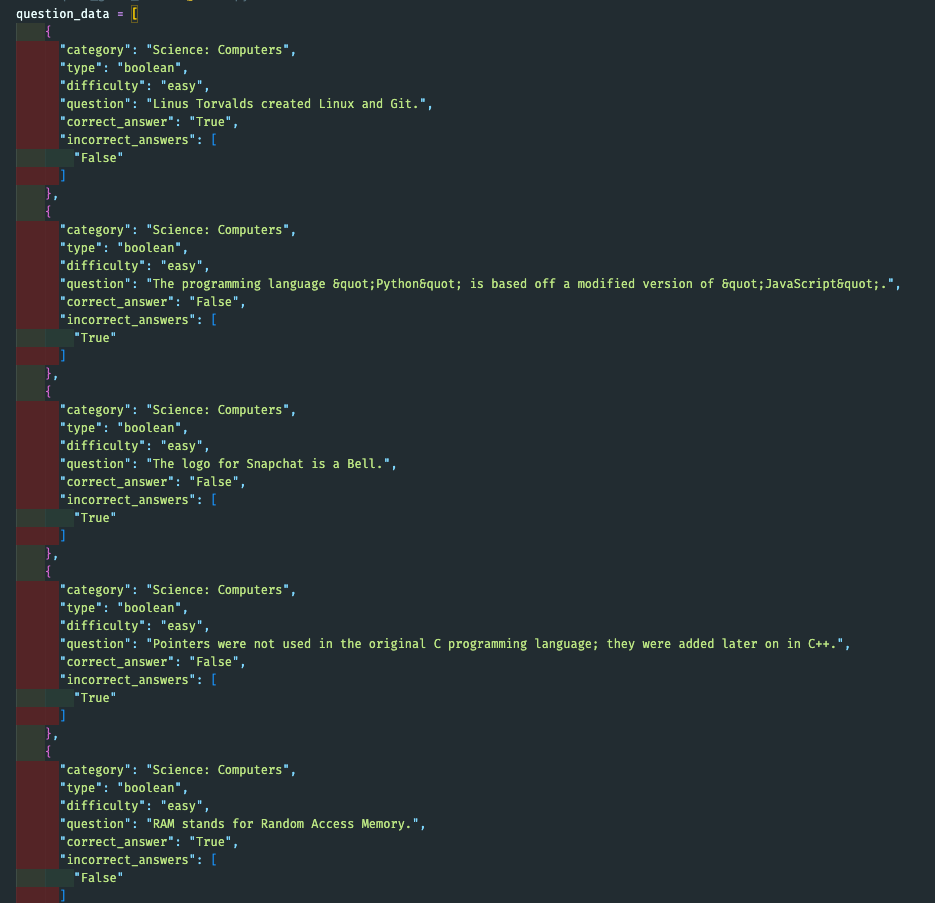 question_data = [
{
"category": "Science: Computers",
"type": "boolean",
"difficulty": "easy",
"question": "Linus Torvalds created Linux and Git.",
"correct_answer": "True",
"incorrect_answers": [
"False"
]
},
{
"category": "Science: Computers",
"type": "boolean",
"difficulty": "easy",
"question": "The programming language &quot;Python&quot; is based off a modified version of &quot;JavaScript&quot;.",
"correct_answer": "False",
"incorrect_answers": [
"True"
]
},
{
"category": "Science: Computers",
"type": "boolean",
"difficulty": "easy",
"question": "The logo for Snapchat is a Bell.",
"correct_answer": "False",
"incorrect_answers": [
"True"
]
},
{
"category": "Science: Computers",
"type": "boolean",
"difficulty": "easy",
"question": "Pointers were not used in the original C programming language; they were added later on in C++.",
"correct_answer": "False",
"incorrect_answers": [
"True"
]
},
{
"category": "Science: Computers",
"type": "boolean",
"difficulty": "easy",
"question": "RAM stands for Random Access Memory.",
"correct_answer": "True",
"incorrect_answers": [
"False"
]